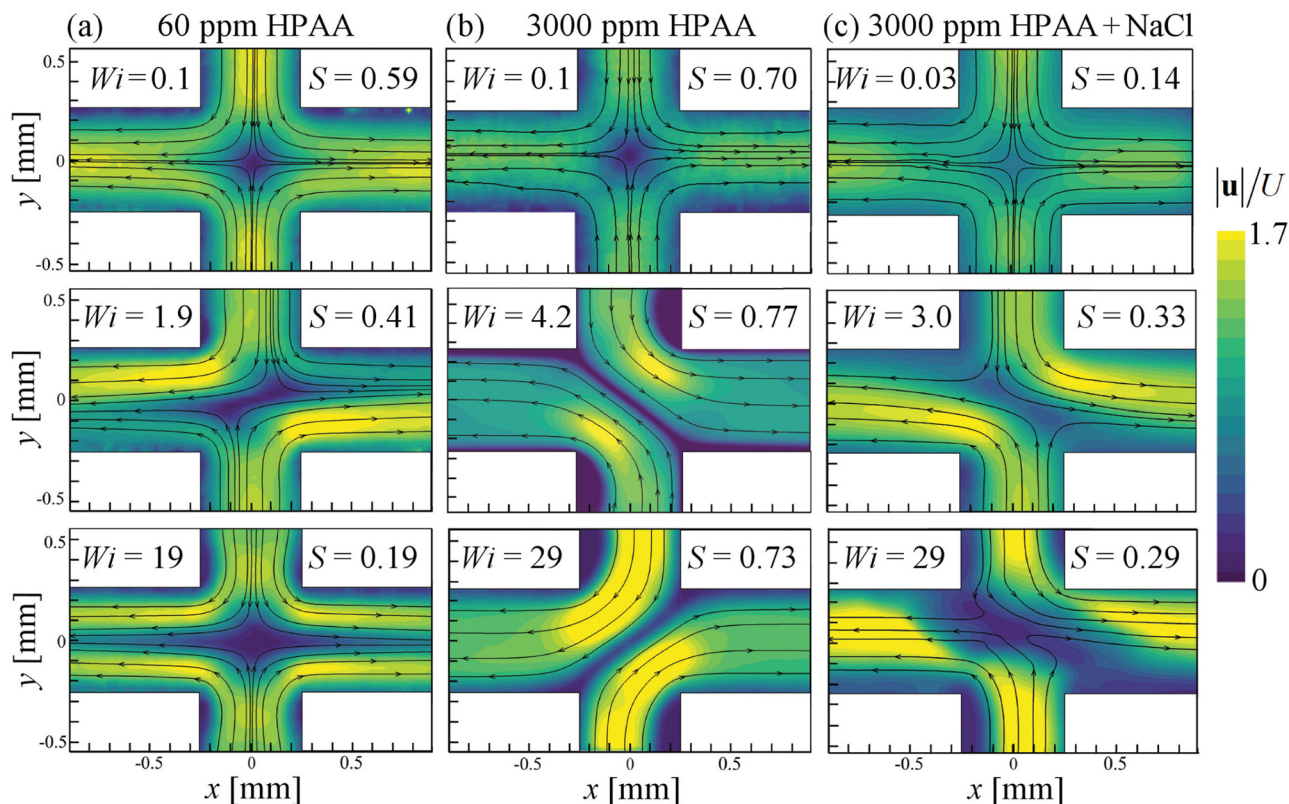 (a) 60 ppm HPAA (b) 3000 ppm HPAA (c) 3000 ppm HPAA + NaCl
0.5 Wi = 0.1 S = 0.59 Wi = 0.1 S = 0.70 Wi = 0.03 S = 0.14
y [mm] 0
-0.5
|u|/U
1.7
0.5 Wi = 1.9 S = 0.41 Wi = 4.2 S = 0.77 Wi = 3.0 S = 0.33
y [mm] 0
-0.5
0
0.5 Wi = 19 S = 0.19 Wi = 29 S = 0.73 Wi = 29 S = 0.29
y [mm] 0
-0.5
-0.5 0 0.5 -0.5 0 0.5 -0.5 0 0.5
x [mm] x [mm] x [mm]